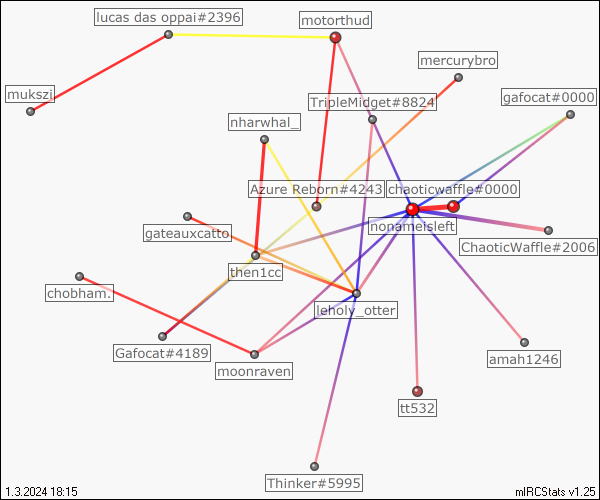 lucas das oppai#2396
motorthud
mercurybro
mukszi
TripleMidget#8824
gafocat#0000
nharwhal_
Azure Reborn#4243
chaoticwaffle#0000
nonameisleft
gateauxcatto
ChaoticWaffle#2006
then1cc
chobham.
leholy_otter
Gafocat#4189
moonraven
amah1246
tt532
Thinker#5995
1.3.2024 18:15
mIRCStats v1.25